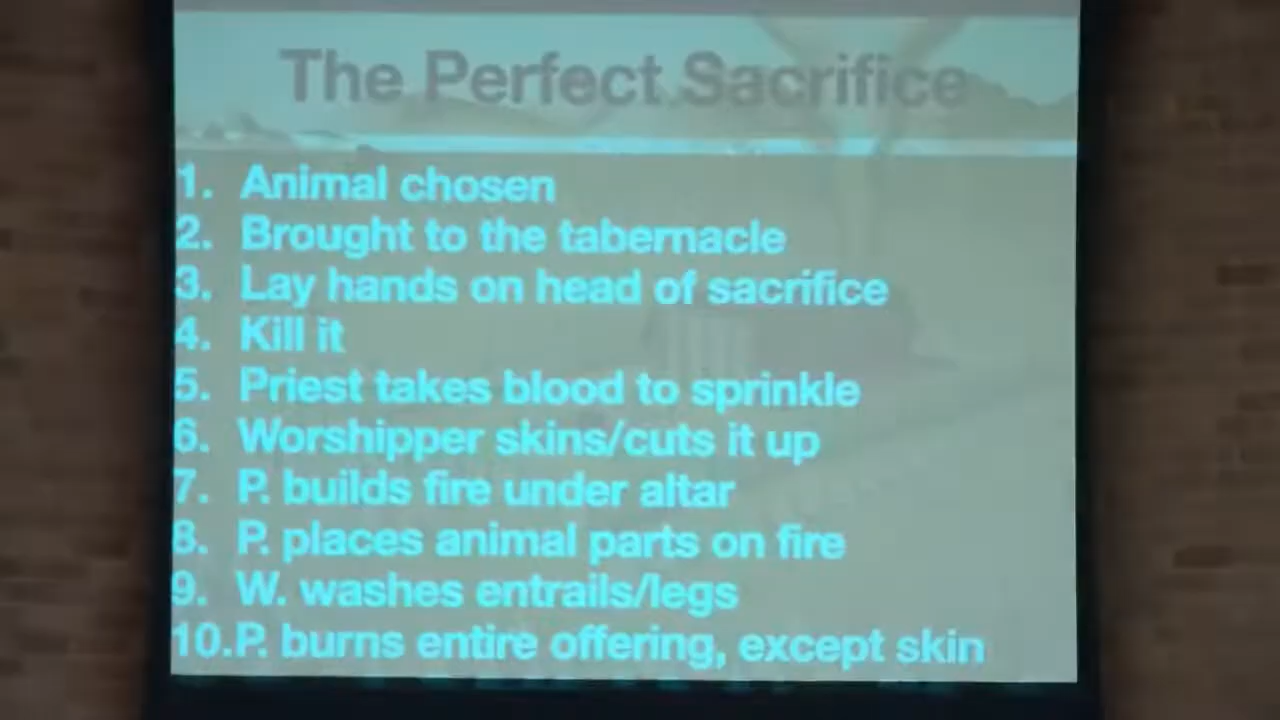 The Perfect Sacrifice
1. Animal chosen
2. Brought to the tabernacle
3. Lay hands on head of sacrifice
4. Kill it
5. Priest takes blood to sprinkle
6. Worshipper skins/cuts it up
7. P. builds fire under altar
8. P. places animal parts on fire
9. W. washes entrails/legs
10.P. burns entire offering, except skin